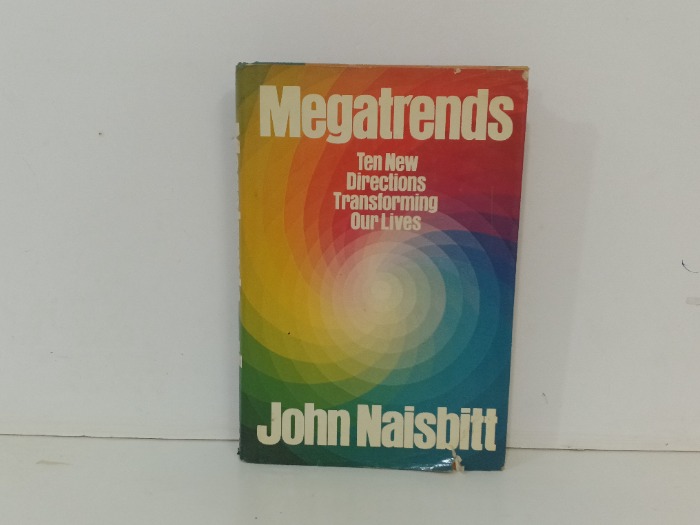 Megatrends
Ten New
Directions
Transforming
Our Lives
John Naisbitt